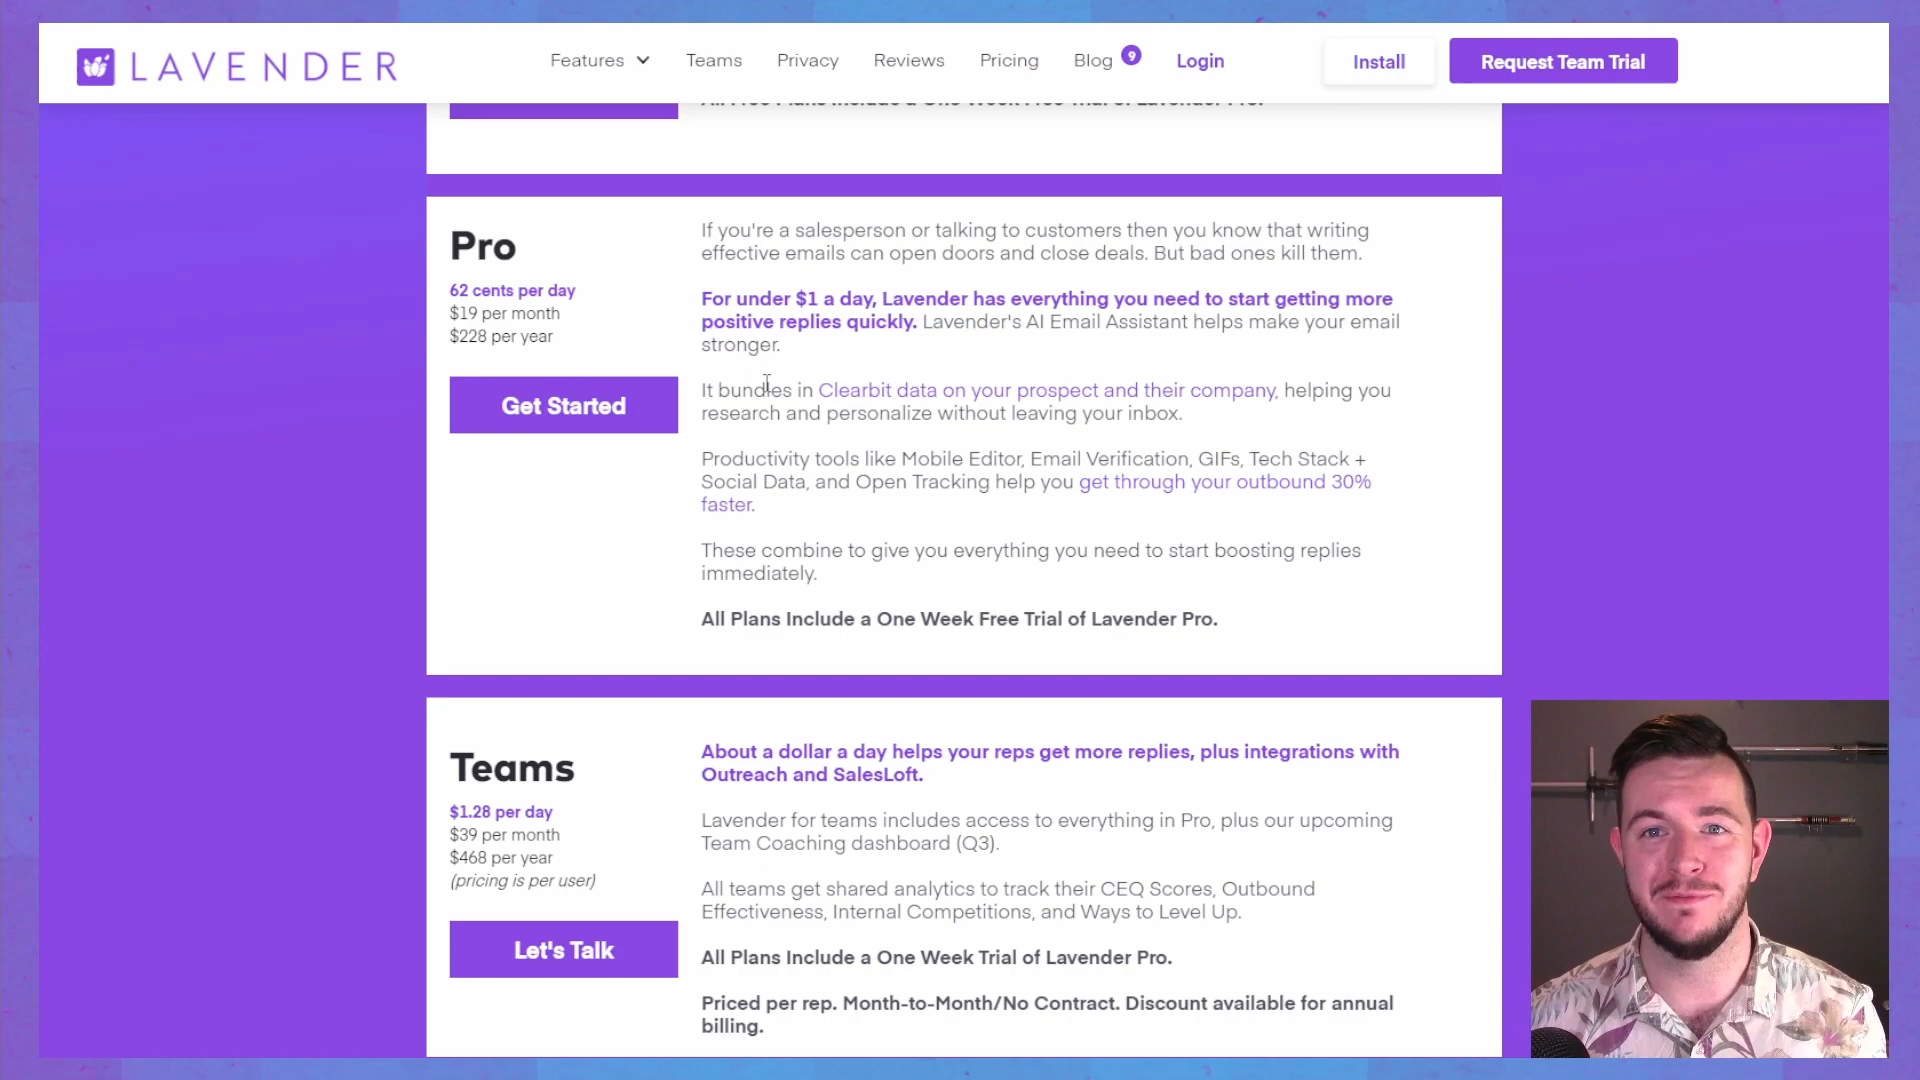 LAVENDER
Features
Teams
Privacy
Reviews
Pricing
Blog
9
Login
Install
Request Team Trial
All Free Plans Include a One Week Free Trial of Lavender Pro.
Pro
62 cents per day
$19 per month
$228 per year
Get Started
If you're a salesperson or talking to customers then you know that writing
effective emails can open doors and close deals. But bad ones kill them.
For under $1 a day, Lavender has everything you need to start getting more
positive replies quickly. Lavender's AI Email Assistant helps make your email
stronger.
It bundles in Clearbit data on your prospect and their company, helping you
research and personalize without leaving your inbox.
Productivity tools like Mobile Editor, Email Verification, GIFs, Tech Stack +
Social Data, and Open Tracking help you get through your outbound 30%
faster.
These combine to give you everything you need to start boosting replies
immediately.
All Plans Include a One Week Free Trial of Lavender Pro.
Teams
$1.28 per day
$39 per month
$468 per year
(pricing is per user)
Let's Talk
About a dollar a day helps your reps get more replies, plus integrations with
Outreach and SalesLoft.
Lavender for teams includes access to everything in Pro, plus our upcoming
Team Coaching dashboard (Q3).
All teams get shared analytics to track their CEQ Scores, Outbound
Effectiveness, Internal Competitions, and Ways to Level Up.
All Plans Include a One Week Trial of Lavender Pro.
Priced per rep. Month-to-Month/No Contract. Discount available for annual
billing.